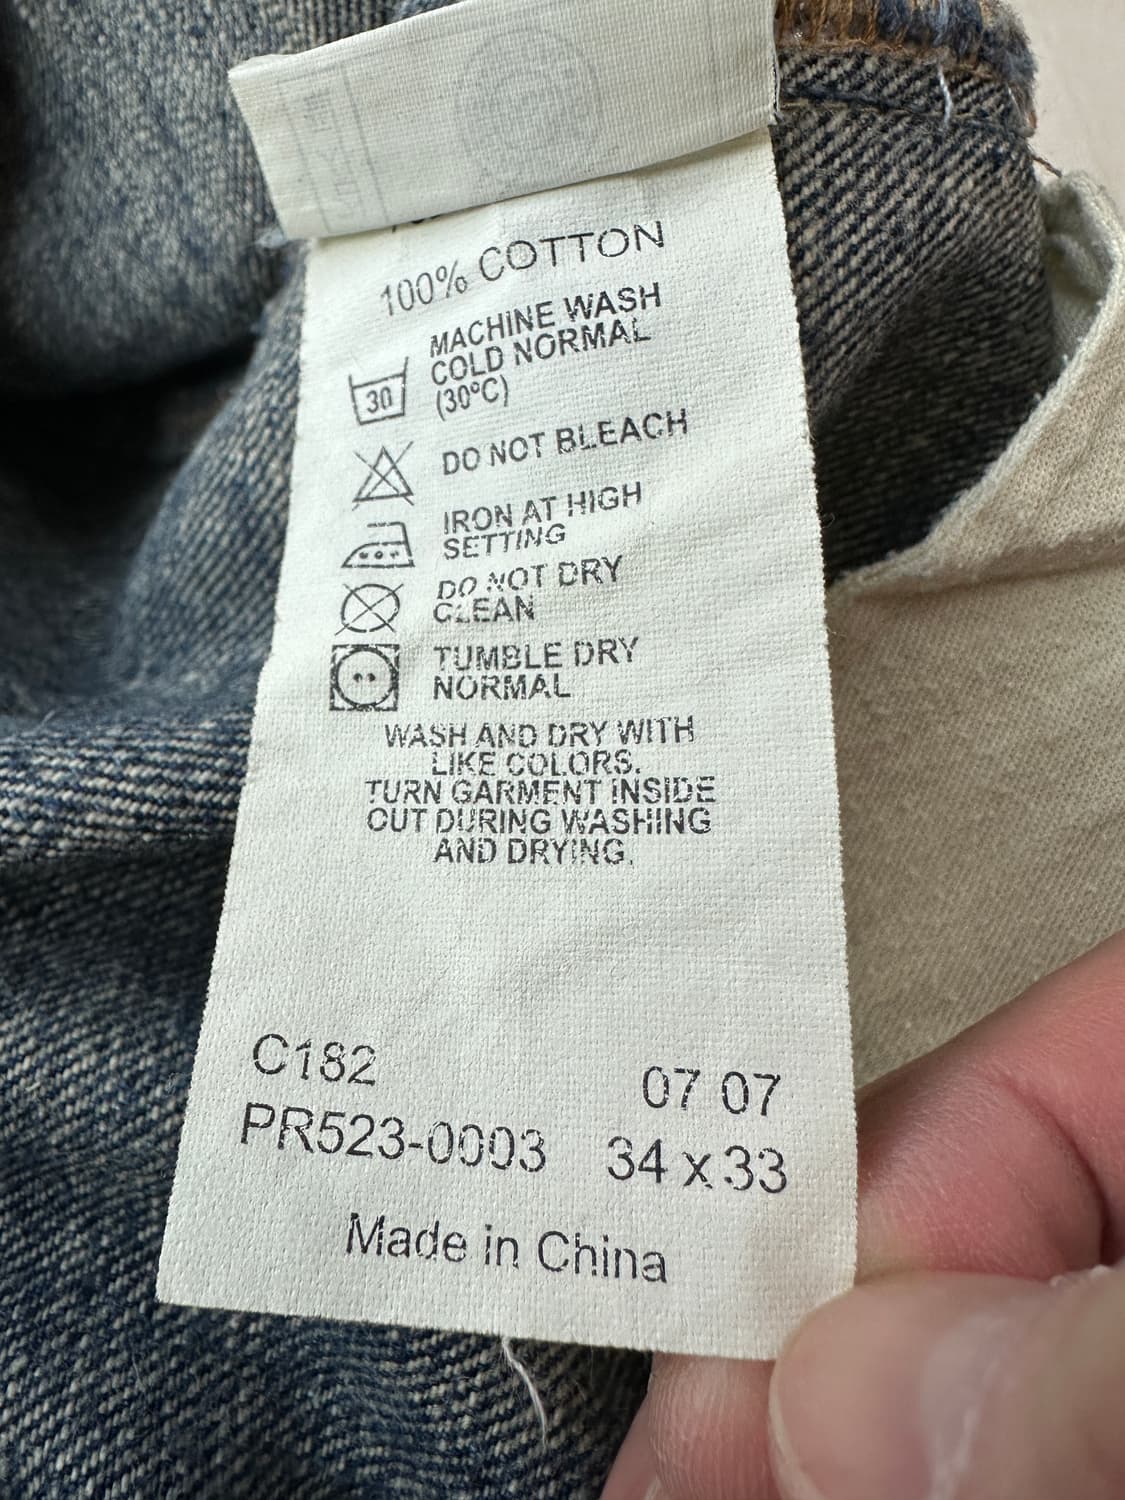 100% COTTON
MACHINE WASH
COLD NORMAL
30
(30°C)
DO NOT BLEACH
IRON AT HIGH
SETTING
DO NOT DRY
CLEAN
TUMBLE DRY
NORMAL
WASH AND DRY WITH
LIKE COLORS.
TURN GARMENT INSIDE
OUT DURING WASHING
AND DRYING.
C182
07 07
PR523-0003 34 x 33
Made in China